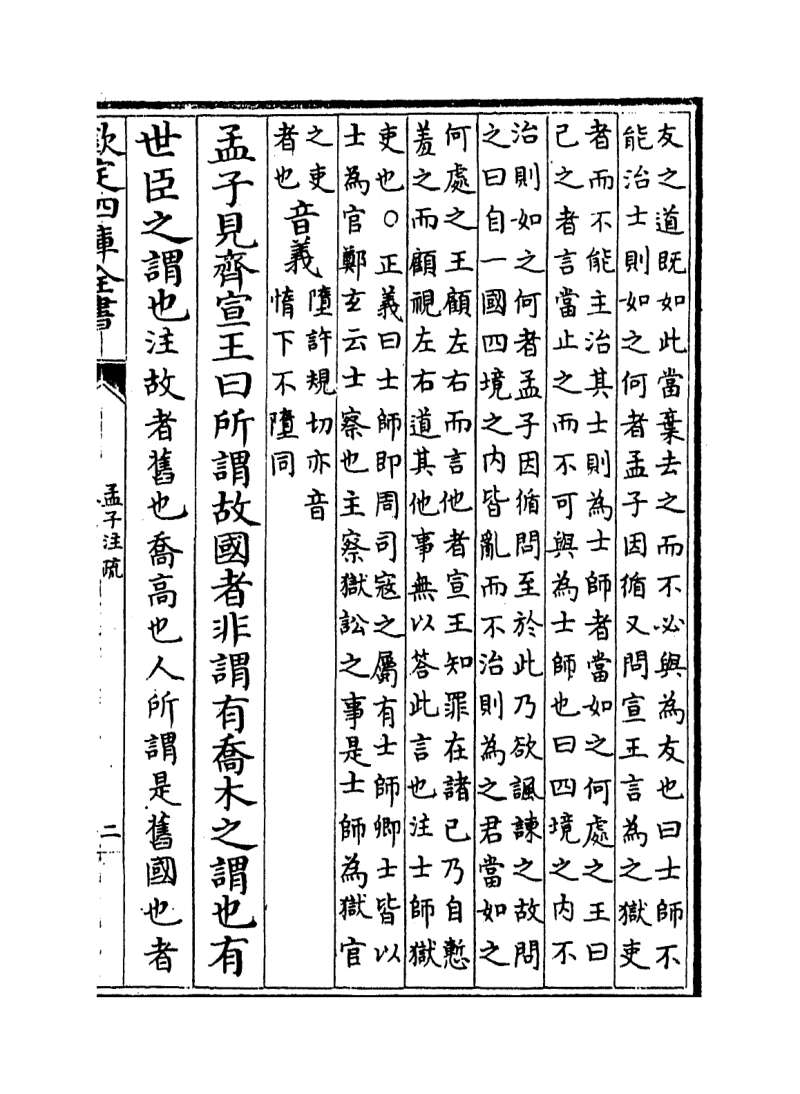 友之道既如此當棄去之而不必與為友也曰士師不
能治士則如之何者孟子因循又問宣王言為之獄吏
者而不能主治其士則為士師者當如之何處之王曰
已之者言當止之而不可與為士師也曰四境之内不
治則如之何者孟子因循問至於此乃欲諷諫之故問
之曰自一國四境之内皆亂而不治則為之君當如之
何處之王顧左右而言他者宣王知罪在諸已乃自慙
羞之而顧視左右道其他事無以答此言也注士師獄
吏也○正義曰士師即周司寇之屬有士師卿士皆以
士為官鄭玄云士察也主察獄訟之事是士師為獄官
之吏
者也
音義
墮許規切亦音
惰下不墮同
孟子見齊宣王曰所謂故國者非謂有喬木之謂也有
世臣之謂也注故者舊也喬高也人所謂是舊國也者
欽定四庫全書
孟子注疏
二